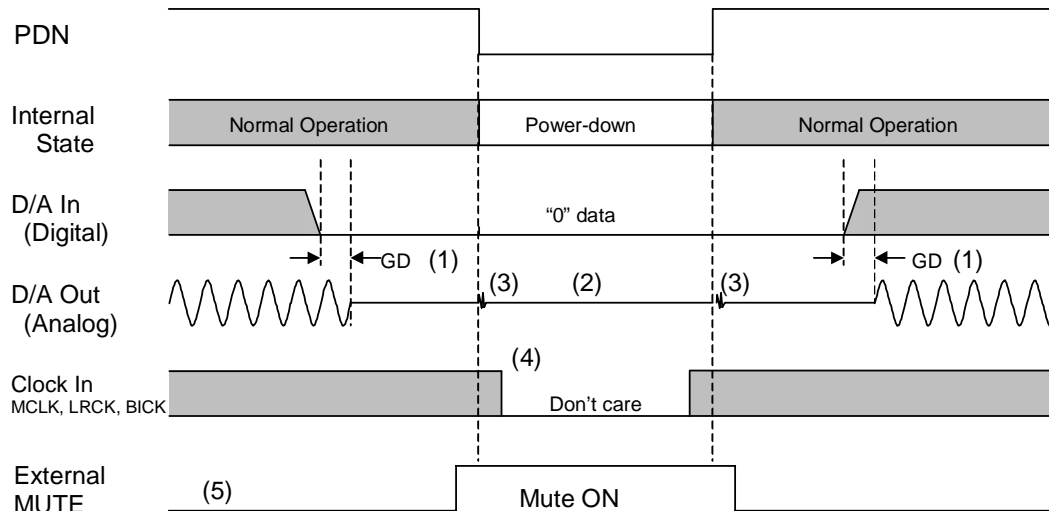 PDN
Internal
State
Normal Operation
Power-down
Normal Operation
D/A In
(Digital)
“0” data
GD
(1)
GD
(1)
D/A Out
(Analog)
(3)
(2)
(3)
Clock In
MCLK, LRCK, BICK
(4)
Don’t care
External
MUTE
(5)
Mute ON